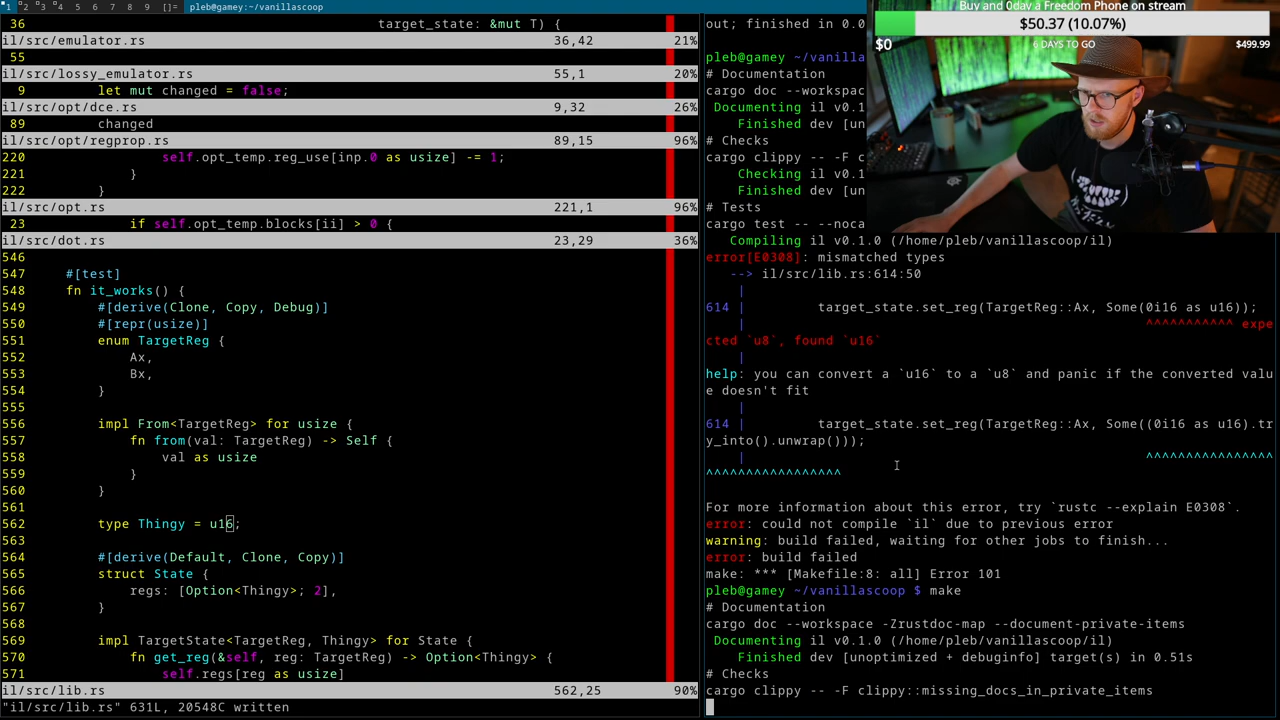 1 2 3 4 5 6 7 8 9 []= pleb@gamey:~/vanillascoop
36 target_state: &mut T) {
il/src/emulator.rs 36,42 21%
55
il/src/lossy_emulator.rs 55,1 20%
9 let mut changed = false;
il/src/opt/dce.rs 9,32 26%
89 changed
il/src/opt/regprop.rs 89,15 96%
220 self.opt_temp.reg_use[inp.0 as usize] -= 1;
221 }
222 }
il/src/opt.rs 221,1 96%
23 if self.opt_temp.blocks[ii] > 0 {
il/src/dot.rs 23,29 36%
546
547 #[test]
548 fn it_works() {
549 #[derive(Clone, Copy, Debug)]
550 #[repr(usize)]
551 enum TargetReg {
552 Ax,
553 Bx,
554 }
555
556 impl From<TargetReg> for usize {
557 fn from(val: TargetReg) -> Self {
558 val as usize
559 }
560 }
561
562 type Thingy = u16;
563
564 #[derive(Default, Clone, Copy)]
565 struct State {
566 regs: [Option<Thingy>; 2],
567 }
568
569 impl TargetState<TargetReg, Thingy> for State {
570 fn get_reg(&self, reg: TargetReg) -> Option<Thingy> {
571 self.regs[reg as usize]
il/src/lib.rs 562,25 90%
"il/src/lib.rs" 631L, 20548C written
out; finished in 0.0
pleb@gamey ~/vanilla
# Documentation
cargo doc --workspace
Documenting il v0.1
Finished dev [un
# Checks
cargo clippy -- -F c
Checking il v0.1
Finished dev [un
# Tests
cargo test -- --noca
Compiling il v0.1.0 (/home/pleb/vanillascoop/il)
error[E0308]: mismatched types
--> il/src/lib.rs:614:50
|
614 | target_state.set_reg(TargetReg::Ax, Some(0i16 as u16));
| ^^^^^^^^^^^ expe
cted `u8`, found `u16`
|
help: you can convert a `u16` to a `u8` and panic if the converted valu
e doesn't fit
|
614 | target_state.set_reg(TargetReg::Ax, Some((0i16 as u16).tr
y_into().unwrap()));
| ^^^^^^^^^^^^^^^^
^^^^^^^^^^^^^^^^^
For more information about this error, try `rustc --explain E0308`.
error: could not compile `il` due to previous error
warning: build failed, waiting for other jobs to finish...
error: build failed
make: *** [Makefile:8: all] Error 101
pleb@gamey ~/vanillascoop $ make
# Documentation
cargo doc --workspace -Zrustdoc-map --document-private-items
Documenting il v0.1.0 (/home/pleb/vanillascoop/il)
Finished dev [unoptimized + debuginfo] target(s) in 0.51s
# Checks
cargo clippy -- -F clippy::missing_docs_in_private_items
Buy and 0day a Freedom Phone on stream
$50.37 (10.07%)
$0 6 DAYS TO GO $499.99